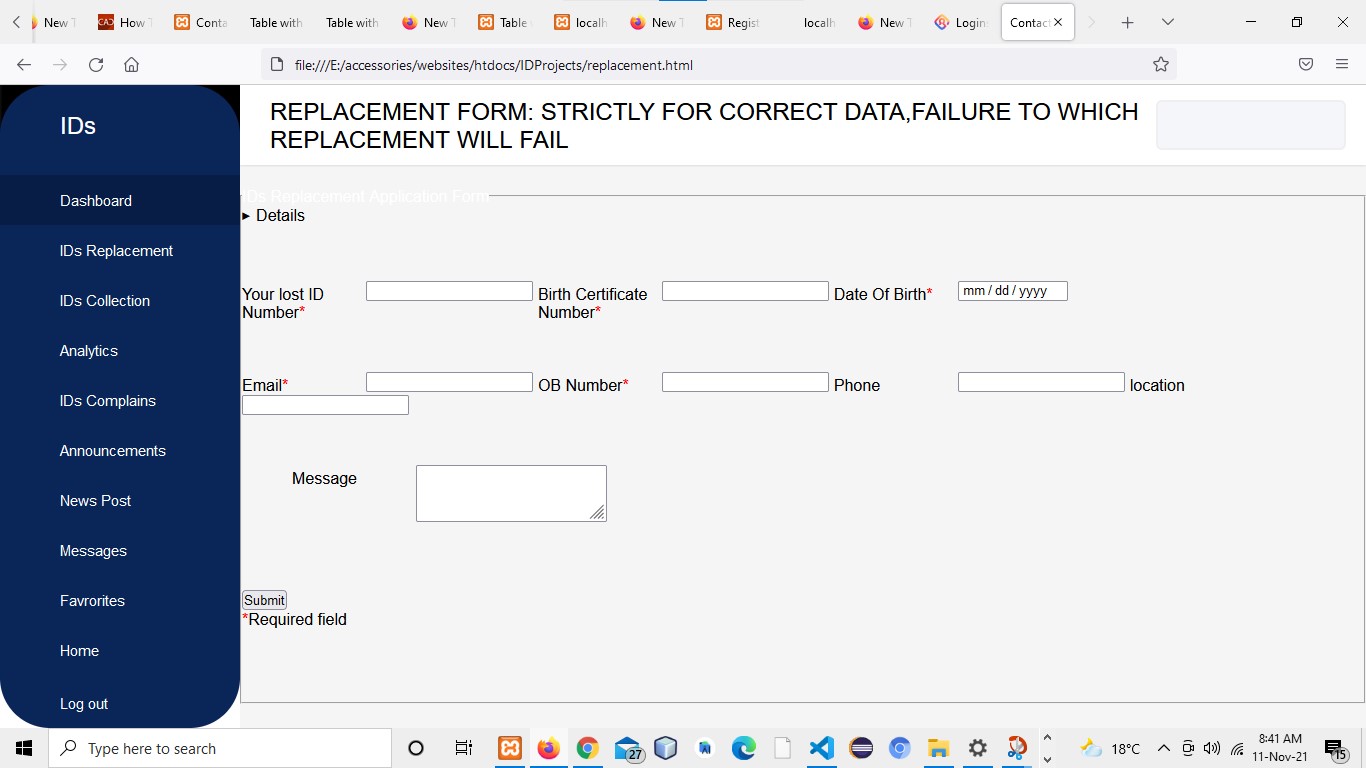 New T
How T
Conta
Table with
Table with
New T
Table
localh
New T
Regist
localh
New T
Login
Contac
file:///E:/accessories/websites/htdocs/IDProjects/replacement.html
IDs
Dashboard
IDs Replacement
IDs Collection
Analytics
IDs Complains
Announcements
News Post
Messages
Favrorites
Home
Log out
REPLACEMENT FORM: STRICTLY FOR CORRECT DATA,FAILURE TO WHICH
REPLACEMENT WILL FAIL
IDs Replacement Application Form
Details
Your lost ID
Number*
Birth Certificate
Number*
Date Of Birth*
mm / dd / yyyy
Email*
OB Number*
Phone
location
Message
Submit
*Required field
Type here to search
27
18°C
8:41 AM
11-Nov-21
15